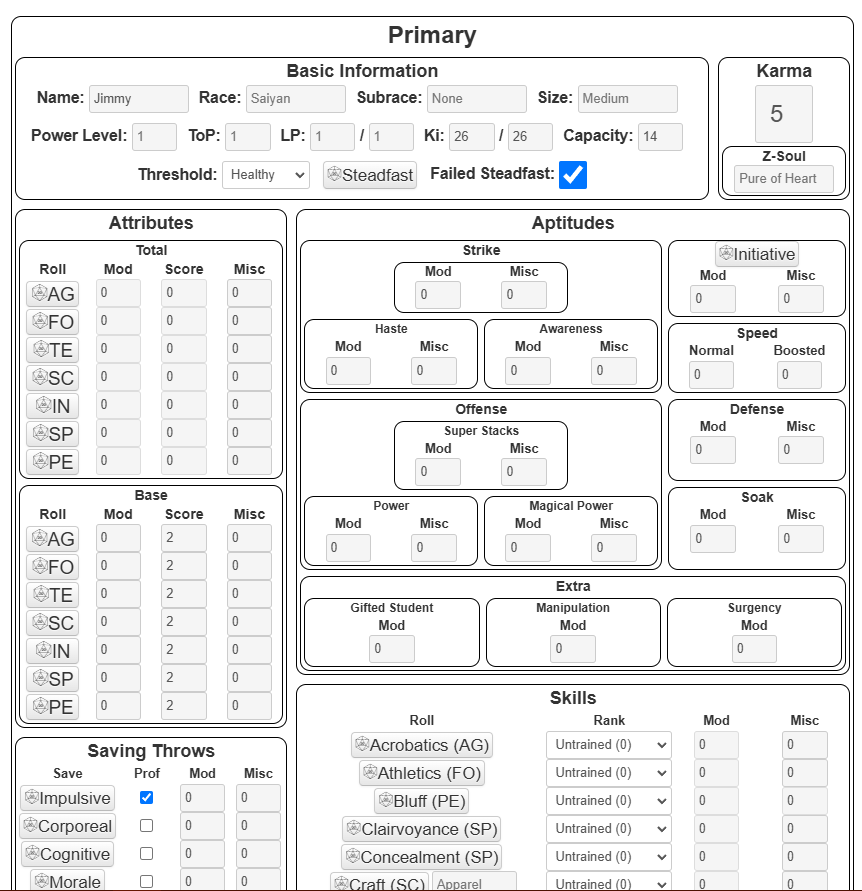 Primary
Basic Information
Name: Jimmy Race: Saiyan Subrace: None Size: Medium
Power Level: 1 ToP: 1 LP: 1 / 1 Ki: 26 / 26 Capacity: 14
Threshold: Healthy Steadfast Failed Steadfast:
Karma
5
Z-Soul
Pure of Heart
Attributes
Total
Roll Mod Score Misc
AG 0 0 0
FO 0 0 0
TE 0 0 0
SC 0 0 0
IN 0 0 0
SP 0 0 0
PE 0 0 0
Base
Roll Mod Score Misc
AG 0 2 0
FO 0 2 0
TE 0 2 0
SC 0 2 0
IN 0 2 0
SP 0 2 0
PE 0 2 0
Saving Throws
Save Prof Mod Misc
Impulsive 0 0
Corporeal 0 0
Cognitive 0 0
Morale 0 0
Aptitudes
Strike
Mod Misc
0 0
Haste
Mod Misc
0 0
Awareness
Mod Misc
0 0
Initiative
Mod Misc
0 0
Speed
Normal Boosted
0 0
Offense
Super Stacks
Mod Misc
0 0
Power
Mod Misc
0 0
Magical Power
Mod Misc
0 0
Defense
Mod Misc
0 0
Soak
Mod Misc
0 0
Extra
Gifted Student
Mod
0
Manipulation
Mod
0
Surgency
Mod
0
Skills
Roll Rank Mod Misc
Acrobatics (AG) Untrained (0) 0 0
Athletics (FO) Untrained (0) 0 0
Bluff (PE) Untrained (0) 0 0
Clairvoyance (SP) Untrained (0) 0 0
Concealment (SP) Untrained (0) 0 0
Craft (SC) Apparel Untrained (0) 0 0